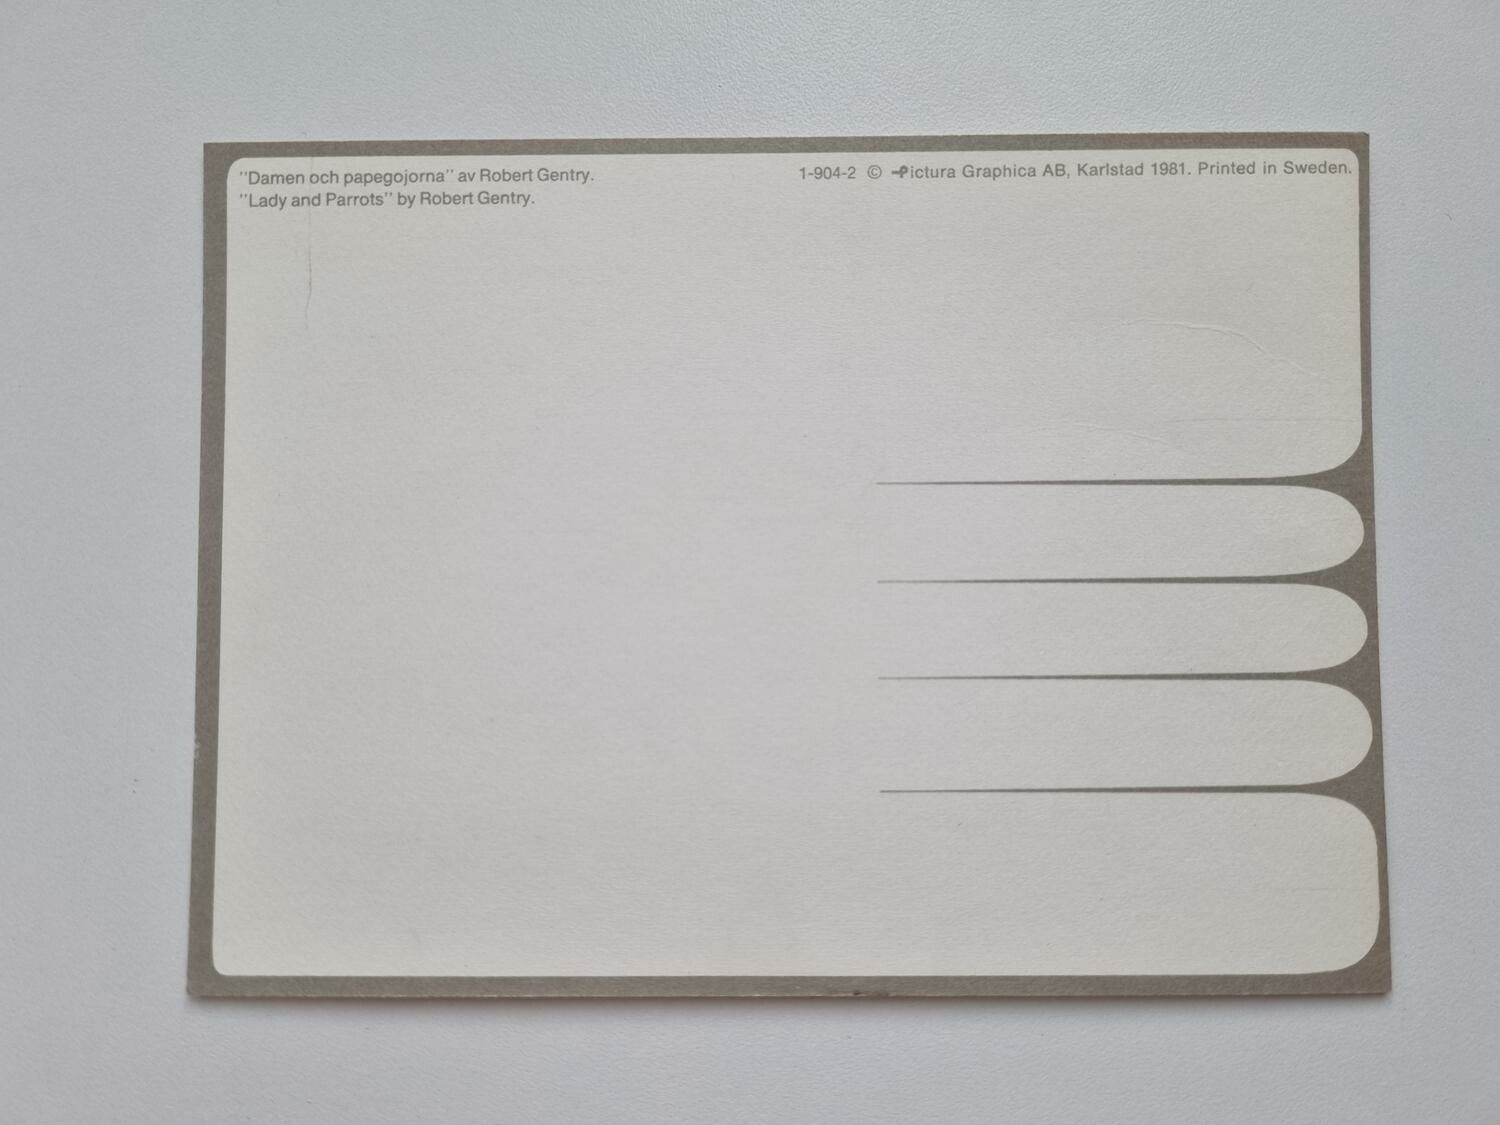 "Damen och papegojorna" av Robert Gentry.
"Lady and Parrots" by Robert Gentry.
1-904-2 © Pictura Graphica AB, Karlstad 1981. Printed in Sweden.